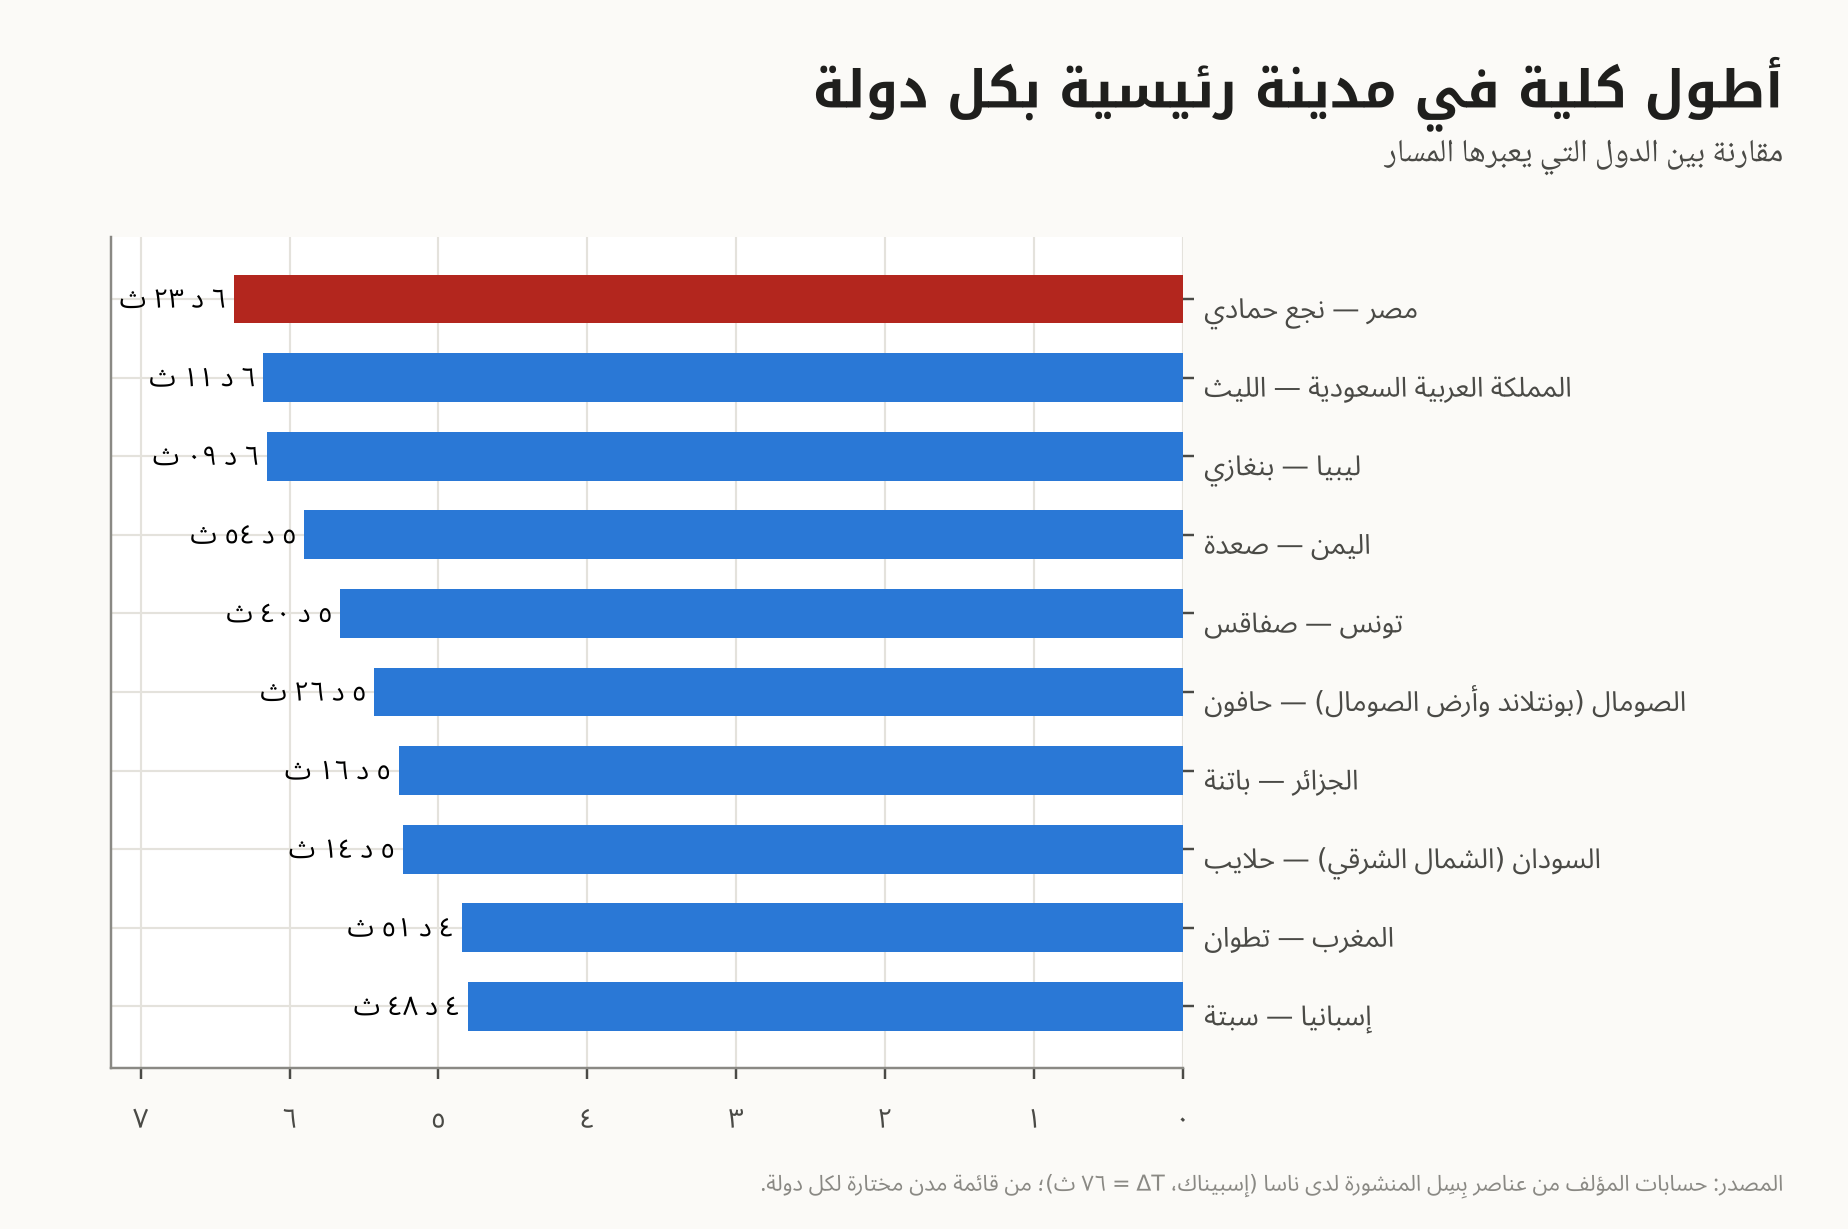 أطول كلية في مدينة رئيسية بكل دولة
مقارنة بين الدول التي يعبرها المسار
مصر — نجع حمادي
٦ د ٢٣ ث
المملكة العربية السعودية — الليث
٦ د ١١ ث
ليبيا — بنغازي
٦ د ٠٩ ث
اليمن — صعدة
٥ د ٥٤ ث
تونس — صفاقس
٥ د ٤٠ ث
الصومال (بونتلاند وأرض الصومال) — حافون
٥ د ٢٦ ث
الجزائر — باتنة
٥ د ١٦ ث
السودان (الشمال الشرقي) — حلايب
٥ د ١٤ ث
المغرب — تطوان
٤ د ٥١ ث
إسبانيا — سبتة
٤ د ٤٨ ث
٠ ١ ٢ ٣ ٤ ٥ ٦ ٧
المصدر: حسابات المؤلف من عناصر بِسِل المنشورة لدى ناسا (إسبيناك، ΔT = ٧٦ ث)؛ من قائمة مدن مختارة لكل دولة.